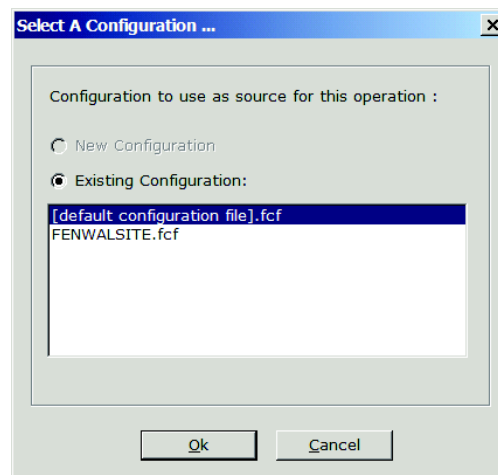 Select A Configuration ...
Configuration to use as source for this operation :
New Configuration
Existing Configuration:
[default configuration file].fcf
FENWALSITE.fcf
Ok
Cancel